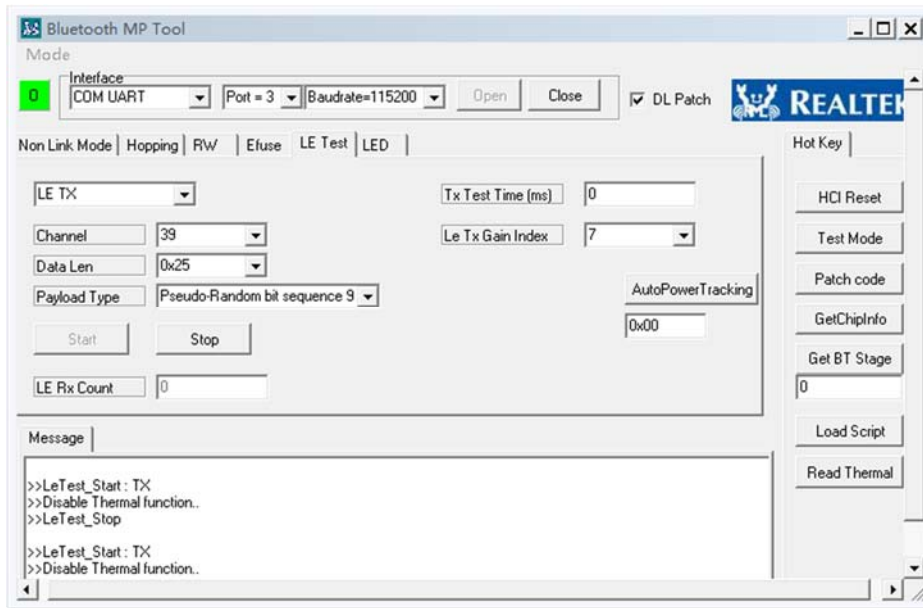 Bluetooth MP Tool
Mode
Interface
0 COM UART Port = 3 Baudrate=115200 Open Close DL Patch REALTEK
Non Link Mode Hopping RW Efuse LE Test LED Hot Key
LE TX Tx Test Time (ms) 0 HCI Reset
Channel 39 Le Tx Gain Index 7 Test Mode
Data Len 0x25
Payload Type Pseudo-Random bit sequence 9 AutoPowerTracking Patch code
Start Stop 0x00 GetChipInfo
Get BT Stage
LE Rx Count 0 0
Message Load Script
Read Thermal
>>LeTest_Start : TX
>>Disable Thermal function..
>>LeTest_Stop
>>LeTest_Start : TX
>>Disable Thermal function..